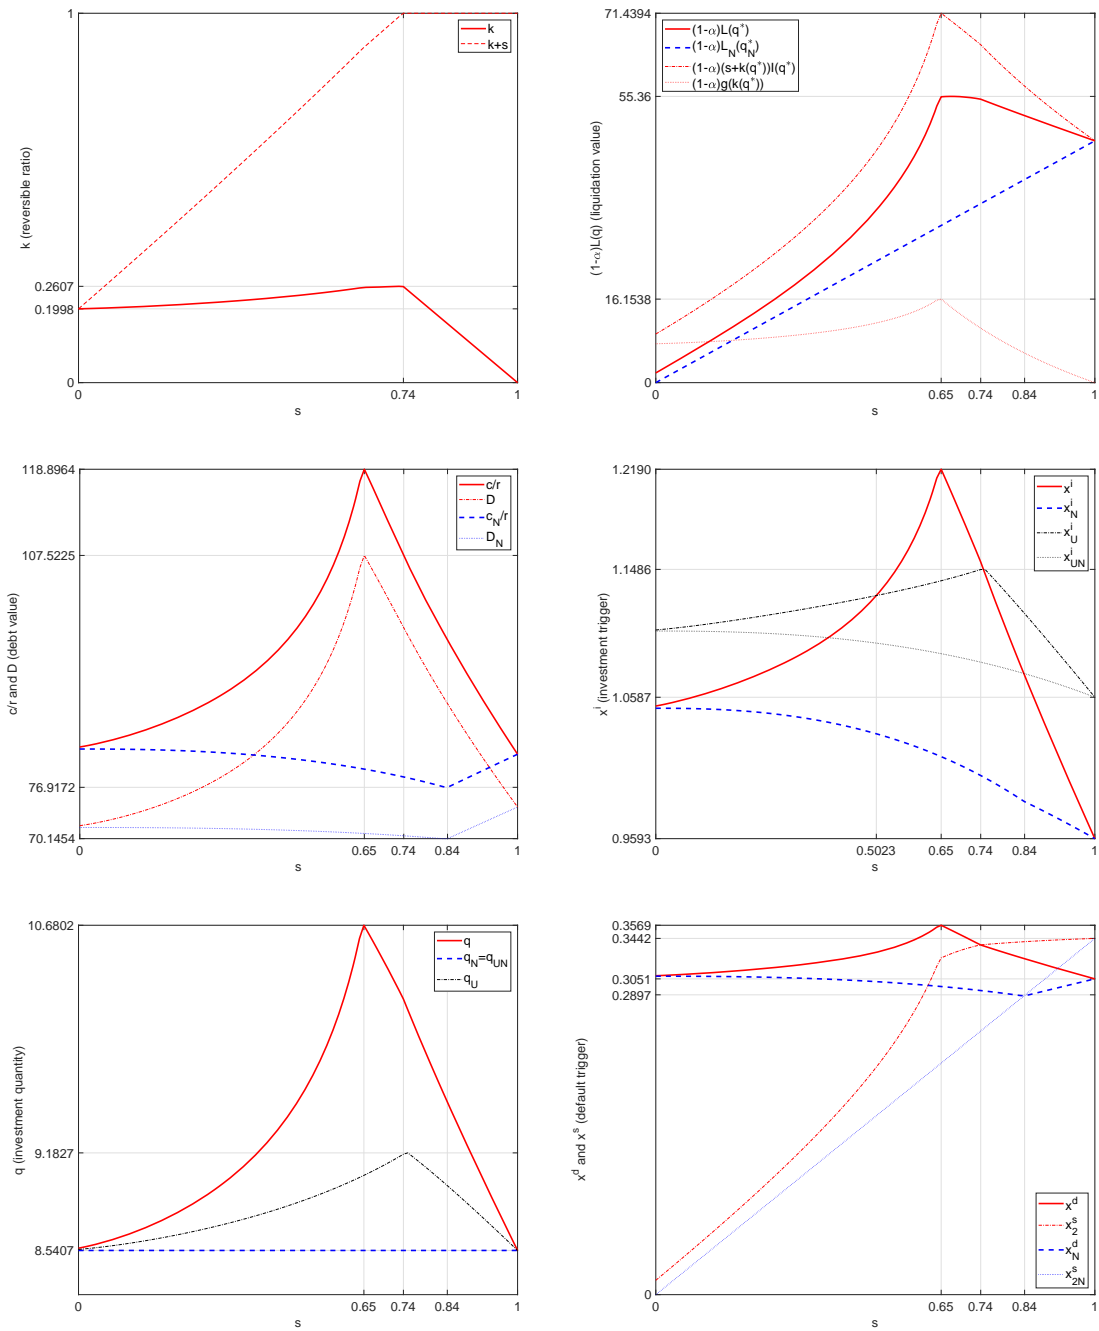 1
k
k+s
k (reversible ratio)
0.2607
0.1998
0
0
0.74
1
s
71.4394
(1-α)L(q*)
(1-α)L_N(q*_N)
(1-α)(s+k(q*))I(q*)
(1-α)g(k(q*))
55.36
(1-α)L(q) (liquidation value)
16.1538
0
0
0.65
0.74
0.84
1
s
118.8964
c/r
D
c_N/r
D_N
107.5225
c/r and D (debt value)
76.9172
70.1454
0
0.65
0.74
0.84
1
s
1.2190
x^i
x^i_N
x^i_U
x^i_UN
1.1486
x^i (investment trigger)
1.0587
0.9593
0
0.5023
0.65
0.74
0.84
1
s
10.6802
q
q_N=q_UN
q_U
q (investment quantity)
9.1827
8.5407
0
0.65
0.74
0.84
1
s
0.3569
0.3442
0.3051
0.2897
x^d and x^s (default trigger)
x^d
x^s_2
x^d_N
x^s_2N
0
0
0.65
0.74
0.84
1
s